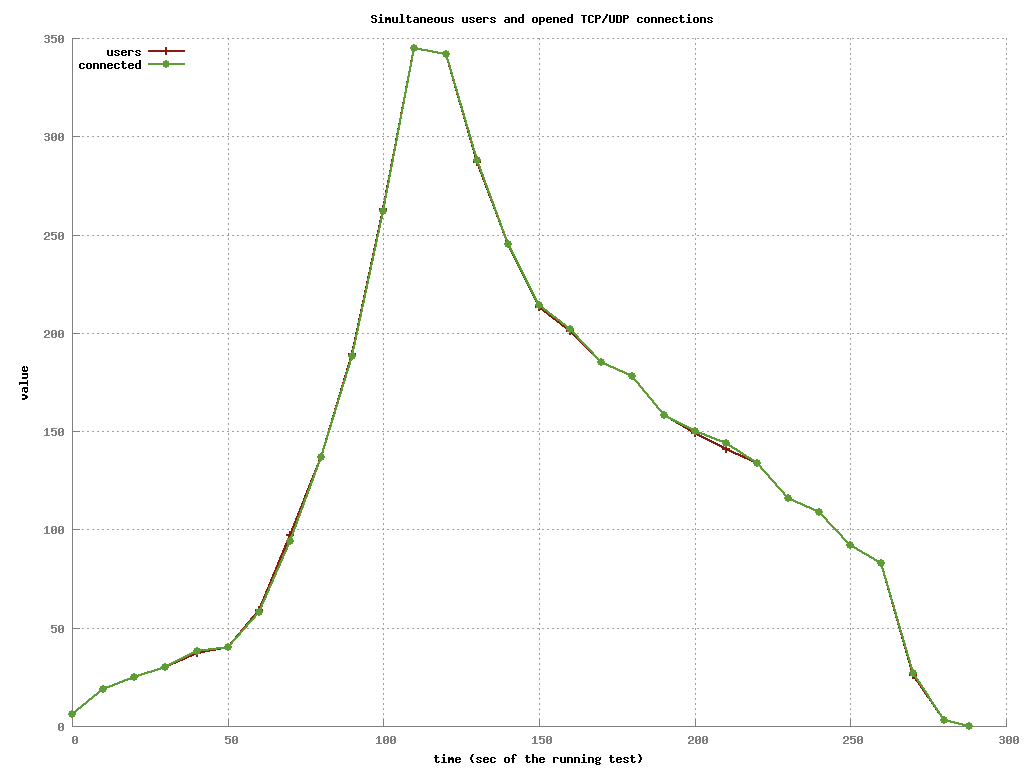 Simultaneous users and opened TCP/UDP connections
users
connected
350
300
250
200
150
100
50
0
value
0 50 100 150 200 250 300
time (sec of the running test)